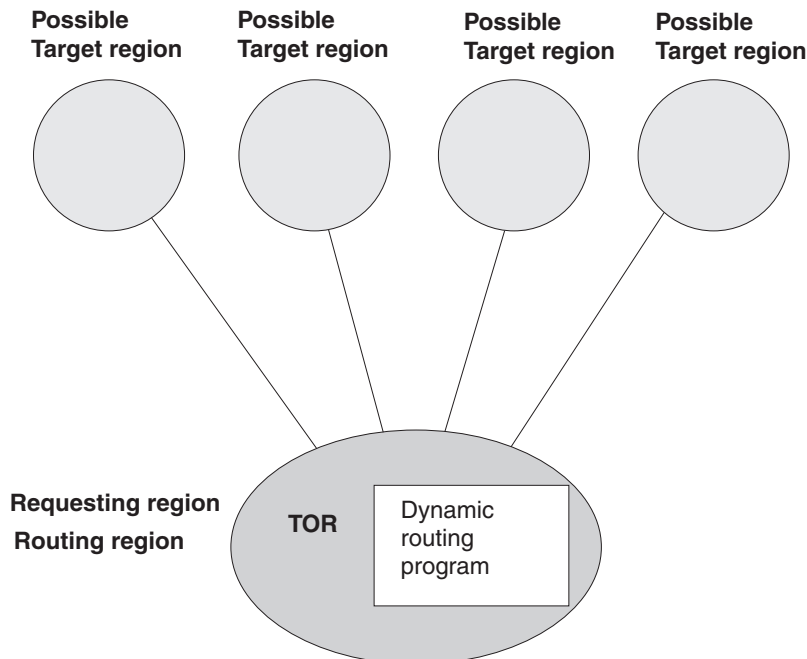 Possible
Target region
Possible
Target region
Possible
Target region
Possible
Target region
Requesting region
Routing region
TOR
Dynamic
routing
program